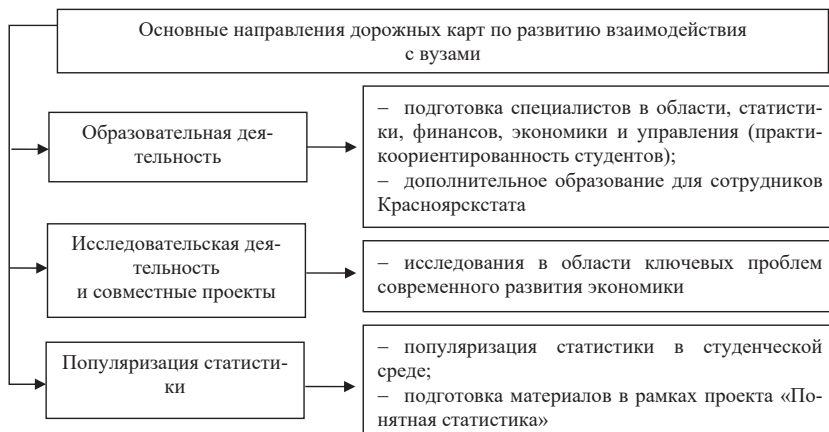 Основные направления дорожных карт по развитию взаимодействия
с вузами
Образовательная дея-
тельность
– подготовка специалистов в области, статисти-
ки, финансов, экономики и управления (практи-
коориентированность студентов);
– дополнительное образование для сотрудников
Красноярскстата
Исследовательская дея-
тельность
и совместные проекты
– исследования в области ключевых проблем
современного развития экономики
Популяризация статисти-
ки
– популяризация статистики в студенческой
среде;
– подготовка материалов в рамках проекта «По-
нятная статистика»